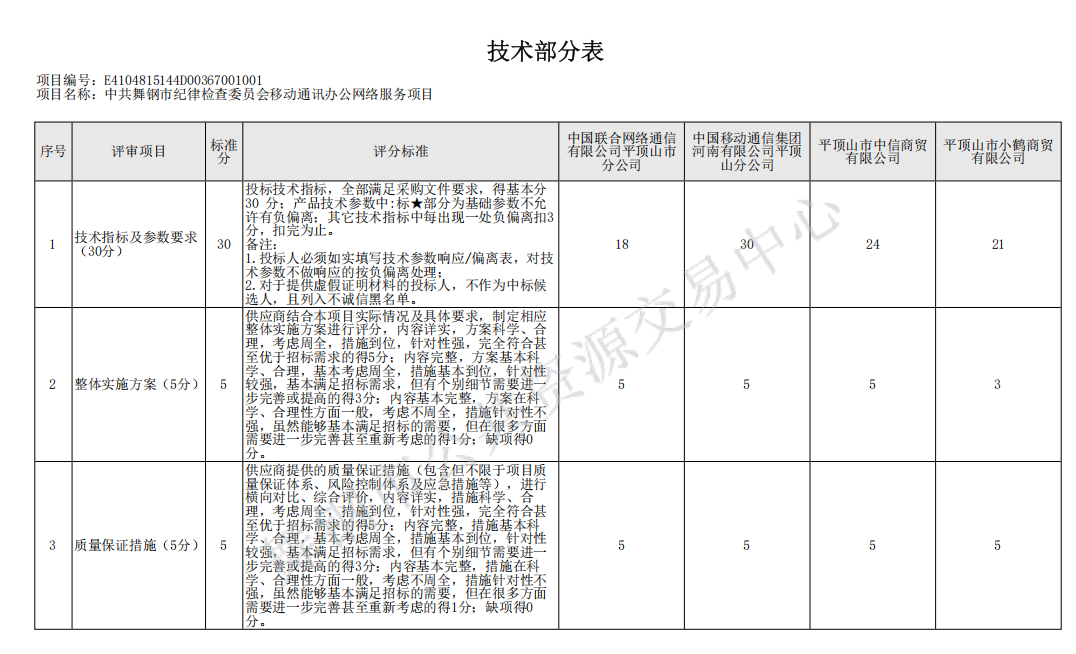 技术部分表
项目编号：E4104815144D00367001001
项目名称：中共舞钢市纪律检查委员会移动通讯办公网络服务项目
序号
评审项目
标准
分
评分标准
中国联合网络通信
有限公司平顶山市
分公司
中国移动通信集团
河南有限公司平顶
山分公司
平顶山市中信商贸
有限公司
平顶山市小鹤商贸
有限公司
1
技术指标及参数要求
（30分）
30
投标技术指标，全部满足采购文件要求，得基本分
30 分；产品技术参数中:标★部分为基础参数不允
许有负偏离；其它技术指标中每出现一处负偏离扣3
分，扣完为止。
备注：
1.投标人必须如实填写技术参数响应/偏离表，对技
术参数不做响应的按负偏离处理；
2.对于提供虚假证明材料的投标人，不作为中标候
选人，且列入不诚信黑名单。
18
30
24
21
2
整体实施方案（5分）
5
供应商结合本项目实际情况及具体要求，制定相应
整体实施方案进行评分，内容详实，方案科学、合
理，考虑周全，措施到位，针对性强，完全符合甚
至优于招标需求的得5分；内容完整，方案基本科
学、合理，基本考虑周全，措施基本到位，针对性
较强，基本满足招标需求，但有个别细节需要进一
步完善或提高的得3分；内容基本完整，方案在科
学、合理性方面一般，考虑不周全，措施针对性不
强，虽然能够基本满足招标的需要，但在很多方面
需要进一步完善甚至重新考虑的得1分；缺项得0
分。
5
5
5
3
3
质量保证措施（5分）
5
供应商提供的质量保证措施（包含但不限于项目质
量保证体系、风险控制体系及应急措施等），进行
横向对比、综合评价，内容详实，措施科学、合
理，考虑周全，措施到位，针对性强，完全符合甚
至优于招标需求的得5分；内容完整，措施基本科
学、合理，基本考虑周全，措施基本到位，针对性
较强，基本满足招标需求，但有个别细节需要进一
步完善或提高的得3分；内容基本完整，措施在科
学、合理性方面一般，考虑不周全，措施针对性不
强，虽然能够基本满足招标的需要，但在很多方面
需要进一步完善甚至重新考虑的得1分；缺项得0
分。
5
5
5
5
公共资源交易中心